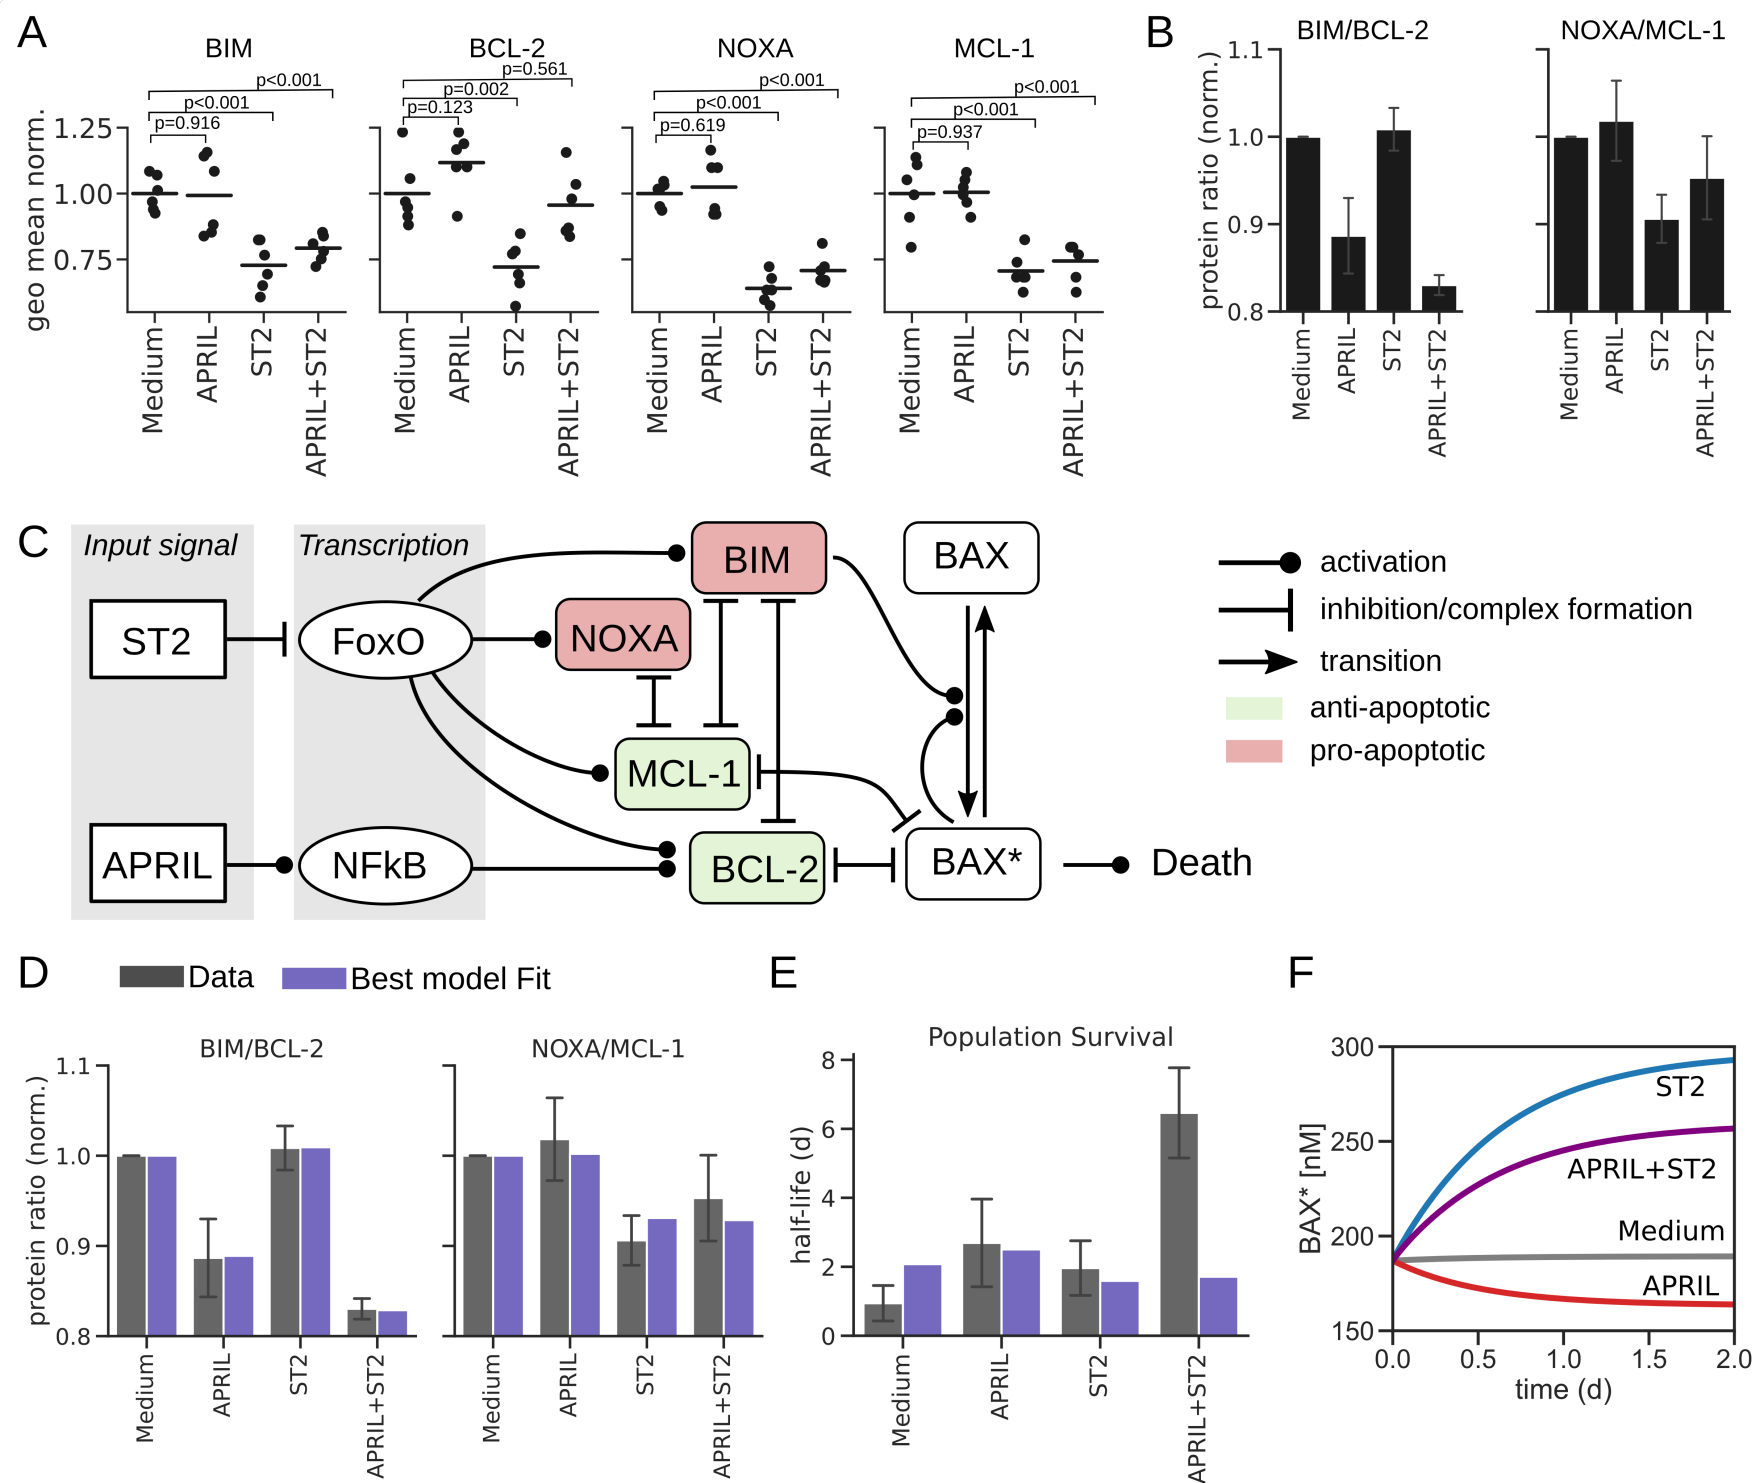 A
BIM
BCL-2
NOXA
MCL-1
p<0.001
p<0.001
p=0.916
p=0.561
p=0.002
p=0.123
p<0.001
p<0.001
p=0.619
p<0.001
p<0.001
p=0.937
geo mean norm.
1.25
1.00
0.75
Medium
APRIL
ST2
APRIL+ST2
Medium
APRIL
ST2
APRIL+ST2
Medium
APRIL
ST2
APRIL+ST2
Medium
APRIL
ST2
APRIL+ST2
B
BIM/BCL-2
NOXA/MCL-1
protein ratio (norm.)
1.1
1.0
0.9
0.8
Medium
APRIL
ST2
APRIL+ST2
Medium
APRIL
ST2
APRIL+ST2
C
Input signal
Transcription
ST2
FoxO
APRIL
NFkB
BIM
NOXA
MCL-1
BCL-2
BAX
BAX*
Death
activation
inhibition/complex formation
transition
anti-apoptotic
pro-apoptotic
D
Data
Best model Fit
BIM/BCL-2
NOXA/MCL-1
protein ratio (norm.)
1.1
1.0
0.9
0.8
Medium
APRIL
ST2
APRIL+ST2
Medium
APRIL
ST2
APRIL+ST2
E
Population Survival
half-life (d)
8
6
4
2
0
Medium
APRIL
ST2
APRIL+ST2
F
BAX* [nM]
300
250
200
150
ST2
APRIL+ST2
Medium
APRIL
0.0
0.5
1.0
1.5
2.0
time (d)